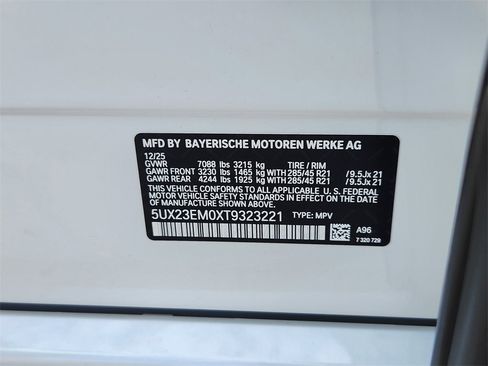 MFD BY BAYERISCHE MOTOREN WERKE AG
12/25
GVWR 7088 lbs 3215 kg TIRE / RIM
GAWR FRONT 3230 lbs 1465 kg 285/45 R21 /9.5Jx 21
GAWR REAR 4244 lbs 1925 kg 285/45 R21 /9.5Jx 21
THIS VEHICLE CONFORMS TO ALL APPLICABLE U. S. FEDERAL
MOTOR VEHICLE SAFETY STANDARDS IN EFFECT ON THE
DATE OF MANUFACTURE SHOWN ABOVE.
5UX23EM0XT9323221 TYPE: MPV
A96
7 320 729